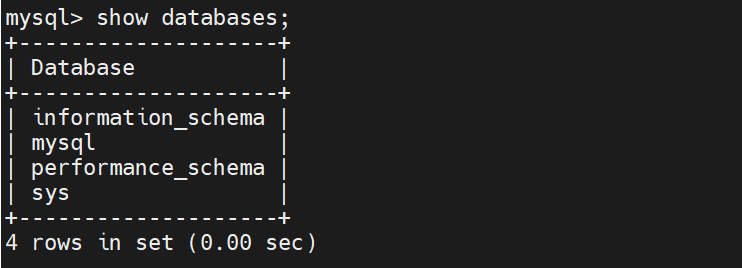 mysql> show databases;
+--------------------+
| Database           |
+--------------------+
| information_schema |
| mysql              |
| performance_schema |
| sys                |
+--------------------+
4 rows in set (0.00 sec)